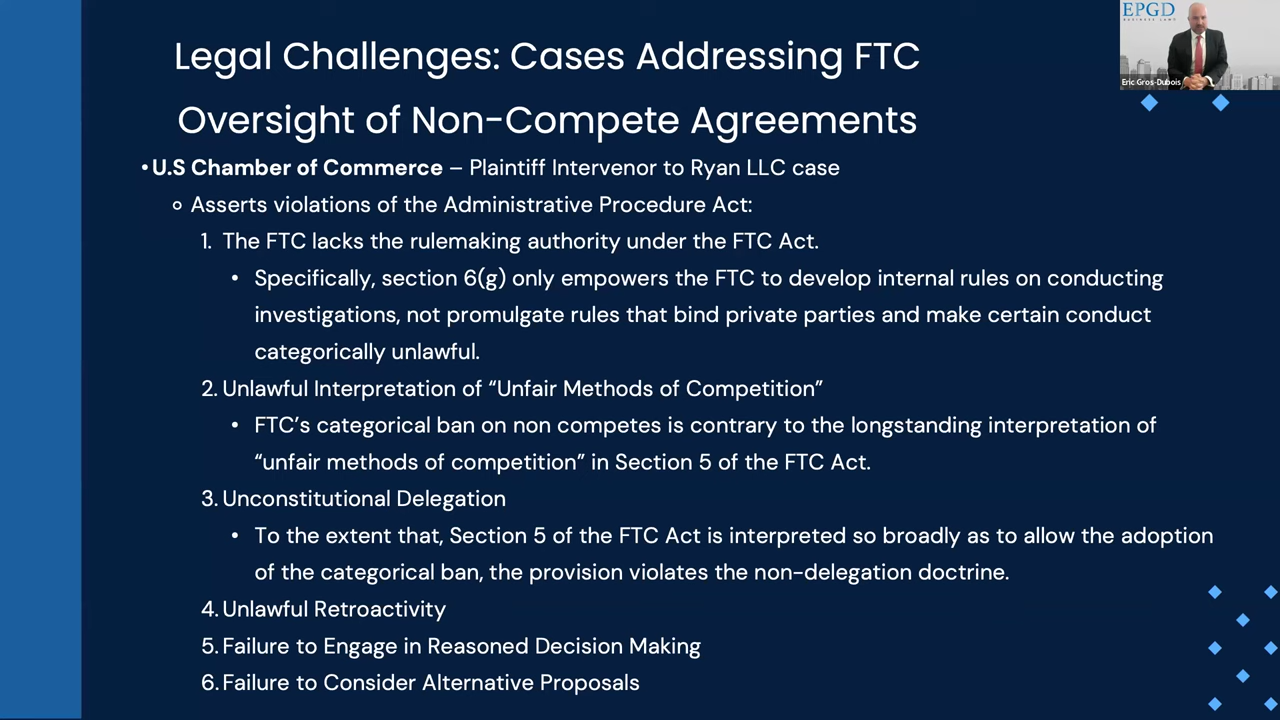 EPGD
BUSINESS LAW
Eric Gros-Dubois
Legal Challenges: Cases Addressing FTC
Oversight of Non-Compete Agreements
•U.S Chamber of Commerce – Plaintiff Intervenor to Ryan LLC case
o Asserts violations of the Administrative Procedure Act:
1. The FTC lacks the rulemaking authority under the FTC Act.
• Specifically, section 6(g) only empowers the FTC to develop internal rules on conducting
investigations, not promulgate rules that bind private parties and make certain conduct
categorically unlawful.
2. Unlawful Interpretation of “Unfair Methods of Competition”
• FTC’s categorical ban on non competes is contrary to the longstanding interpretation of
“unfair methods of competition” in Section 5 of the FTC Act.
3. Unconstitutional Delegation
• To the extent that, Section 5 of the FTC Act is interpreted so broadly as to allow the adoption
of the categorical ban, the provision violates the non-delegation doctrine.
4. Unlawful Retroactivity
5. Failure to Engage in Reasoned Decision Making
6. Failure to Consider Alternative Proposals